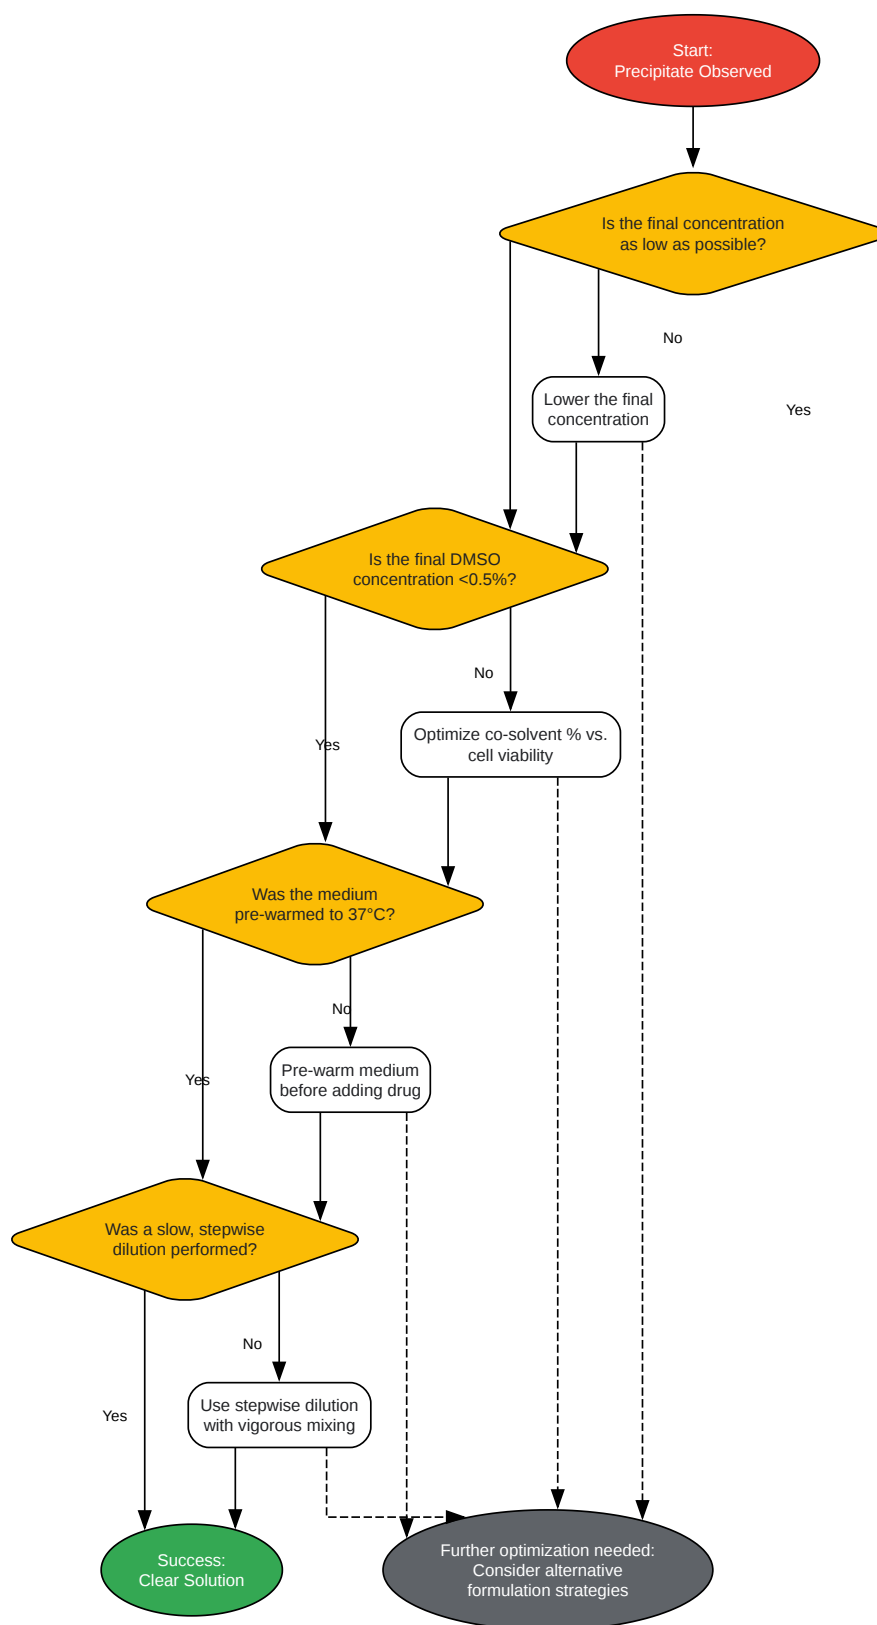 Start:
Precipitate Observed
Is the final concentration
as low as possible?
No
Yes
Lower the final
concentration
Is the final DMSO
concentration <0.5%?
No
Yes
Optimize co-solvent % vs.
cell viability
Was the medium
pre-warmed to 37°C?
No
Yes
Pre-warm medium
before adding drug
Was a slow, stepwise
dilution performed?
No
Yes
Use stepwise dilution
with vigorous mixing
Success:
Clear Solution
Further optimization needed:
Consider alternative
formulation strategies